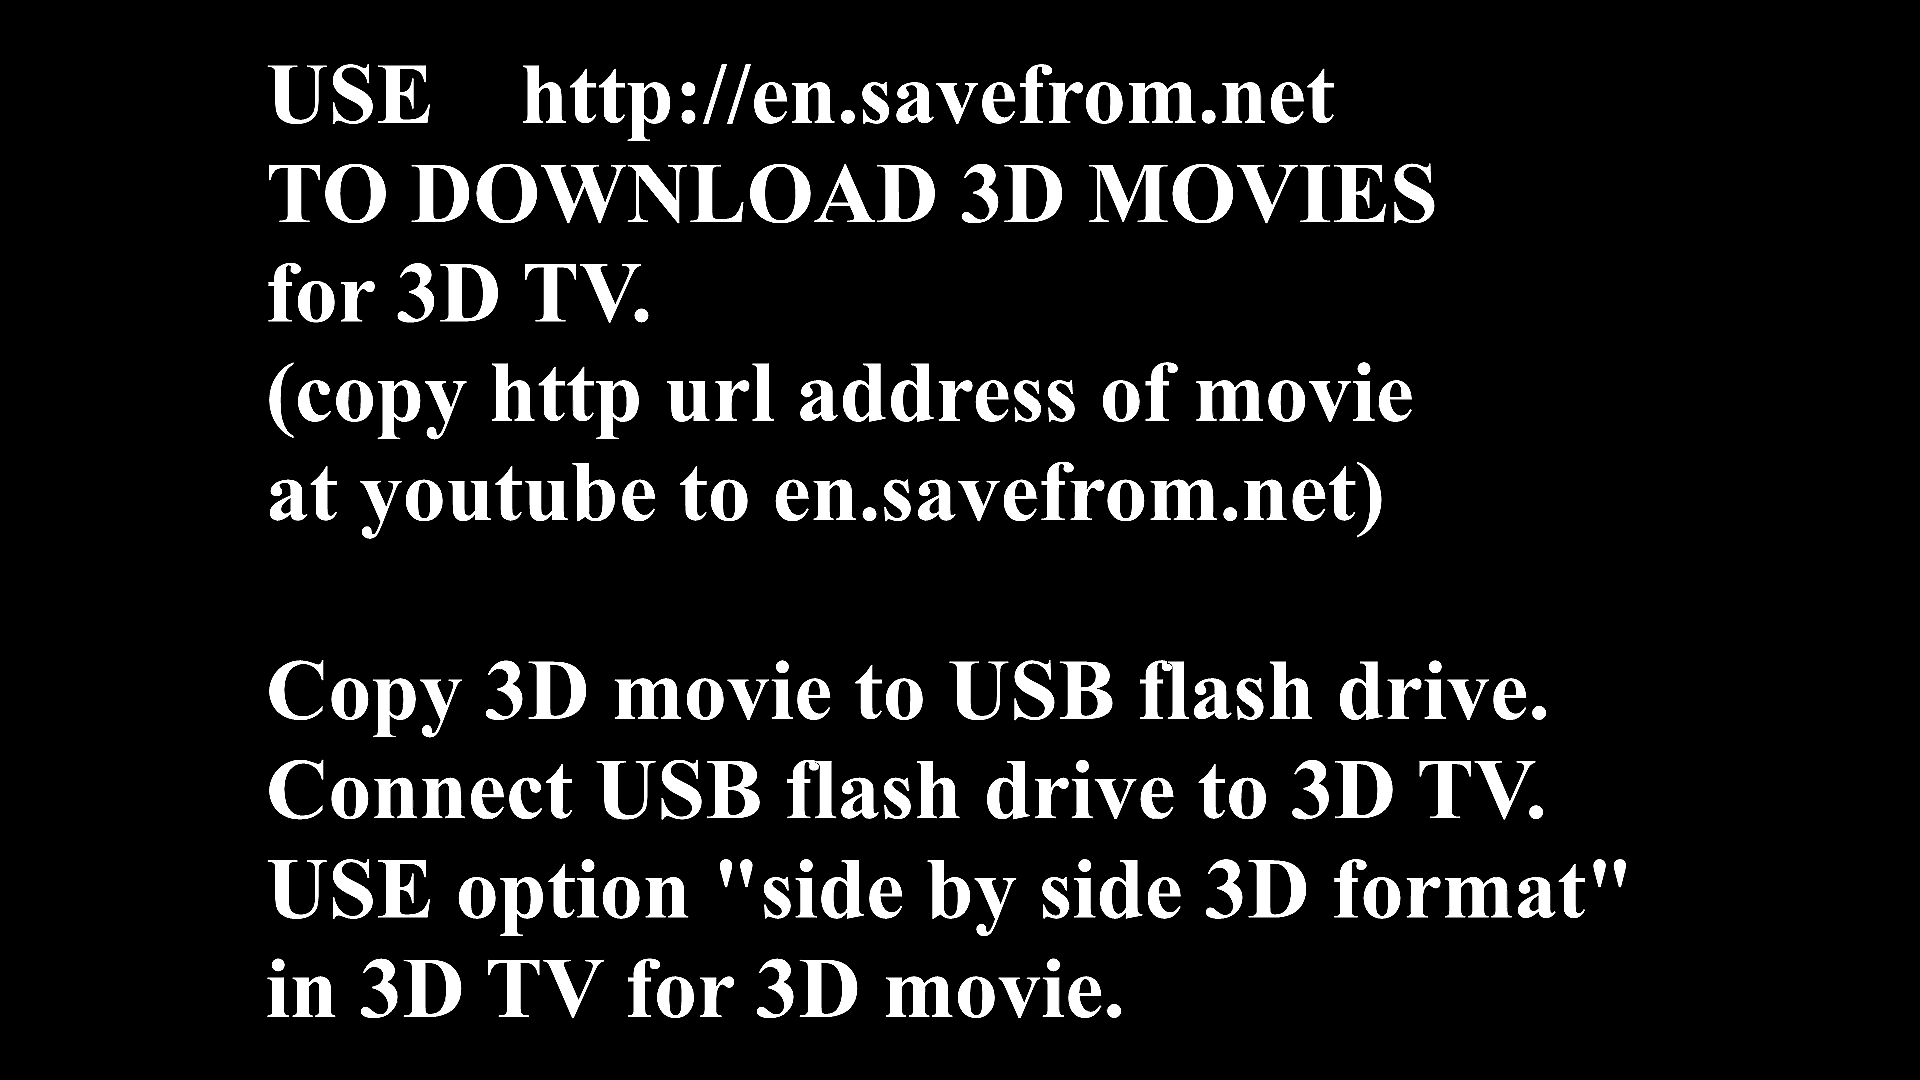 USE http://en.savefrom.net
TO DOWNLOAD 3D MOVIES
for 3D TV.
(copy http url address of movie
at youtube to en.savefrom.net)
Copy 3D movie to USB flash drive.
Connect USB flash drive to 3D TV.
USE option "side by side 3D format"
in 3D TV for 3D movie.